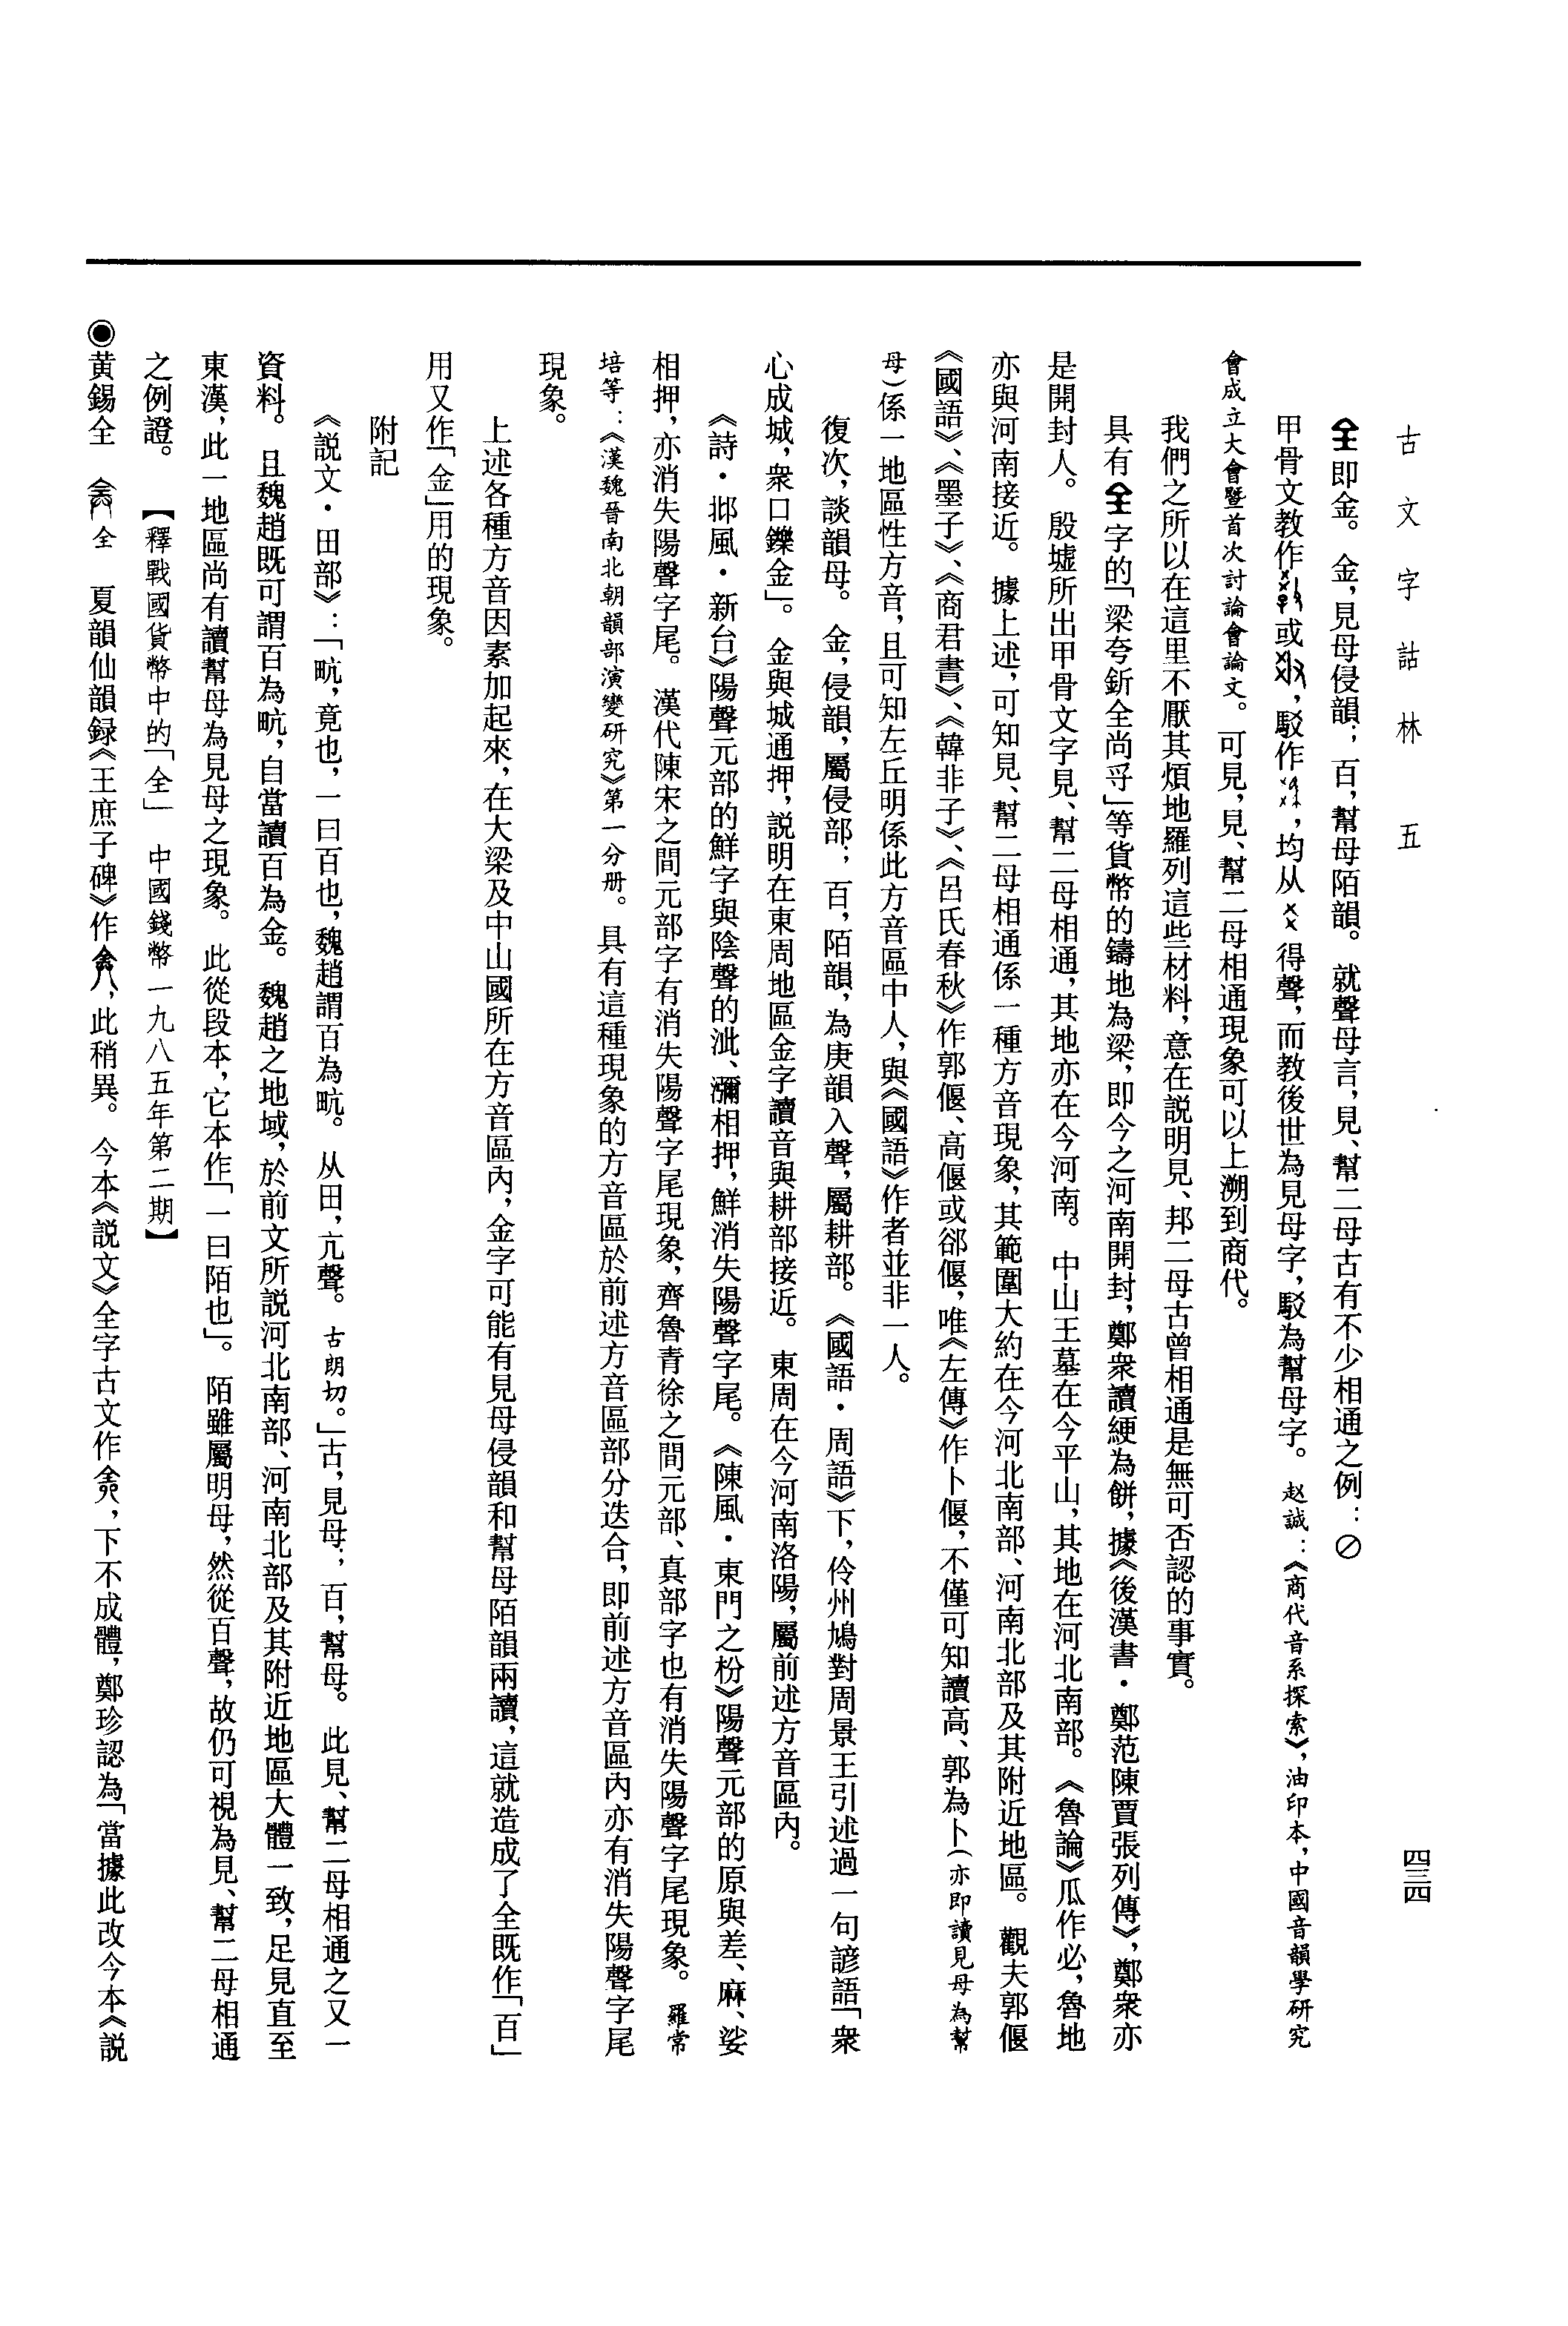 古文字詁林 五
四三四
即金。金，見母侵韻；百，幫母陌韻。就聲母言，見、幫二母古有不少相通之例：
甲骨文教作或，駁作，均从得聲，而教後世為見母字，駁為幫母字。赵誠：《商代音系探索》，油印本，中國音韻學研究
會成立大會暨首次討論會論文。可見，見、幫二母相通現象可以上溯到商代。
我們之所以在這里不厭其煩地羅列這些材料，意在説明見、邦二母古曾相通是無可否認的事實。
具有字的「梁夸釿全尚寽」等貨幣的鑄地為梁，即今之河南開封，鄭衆讀綆為餅，據《後漢書·鄭范陳賈張列傳》，鄭衆亦
是開封人。殷墟所出甲骨文字見、幫二母相通，其地亦在今河南。中山王墓在今平山，其地在河北南部。《魯論》瓜作必，魯地
亦與河南接近。據上述，可知見、幫二母相通係一種方音現象，其範圍大約在今河北南部、河南北部及其附近地區。觀夫郭偃
《國語》、《墨子》、《商君書》、《韓非子》、《吕氏春秋》作郭偃、高偃或郤偃，唯《左傳》作卜偃，不僅可知讀高、郭為卜（亦即讀見母為幫
母）係一地區性方音，且可知左丘明係此方音區中人，與《國語》作者並非一人。
復次，談韻母。金，侵韻，屬侵部；百，陌韻，為庚韻入聲，屬耕部。《國語·周語》下，伶州鳩對周景王引述過一句諺語「衆
心成城，衆口鑠金」。金與城通押，説明在東周地區金字讀音與耕部接近。東周在今河南洛陽，屬前述方音區内。
《詩·邶風·新台》陽聲元部的鮮字與陰聲的泚、瀰相押，鮮消失陽聲字尾。《陳風·東門之枌》陽聲元部的原與差、麻、娑
相押，亦消失陽聲字尾。漢代陳宋之間元部字有消失陽聲字尾現象，齊魯青徐之間元部、真部字也有消失陽聲字尾現象。羅常
培等：《漢魏晉南北朝韻部演變研究》第一分册。具有這種現象的方音區於前述方音區部分迭合，即前述方音區内亦有消失陽聲字尾
現象。
上述各種方音因素加起來，在大梁及中山國所在方音區内，金字可能有見母侵韻和幫母陌韻兩讀，這就造成了全既作「百」
用又作「金」用的現象。
附記
《説文·田部》：「畮，竟也，一曰百也，魏趙謂百為畮。从田，亢聲。古朗切。」古，見母；百，幫母。此見、幫二母相通之又一
資料。且魏趙既可謂百為畮，自當讀百為金。魏趙之地域，於前文所説河北南部、河南北部及其附近地區大體一致，足見直至
東漢，此一地區尚有讀幫母為見母之現象。此從段本，它本作「一曰陌也」。陌雖屬明母，然從百聲，故仍可視為見、幫二母相通
之例證。【釋戰國貨幣中的「全」 中國錢幣一九八五年第二期】
◉黄錫全 全 夏韻仙韻録《王庶子碑》作，此稍異。今本《説文》全字古文作，下不成體，鄭珍認為「當據此改今本《説